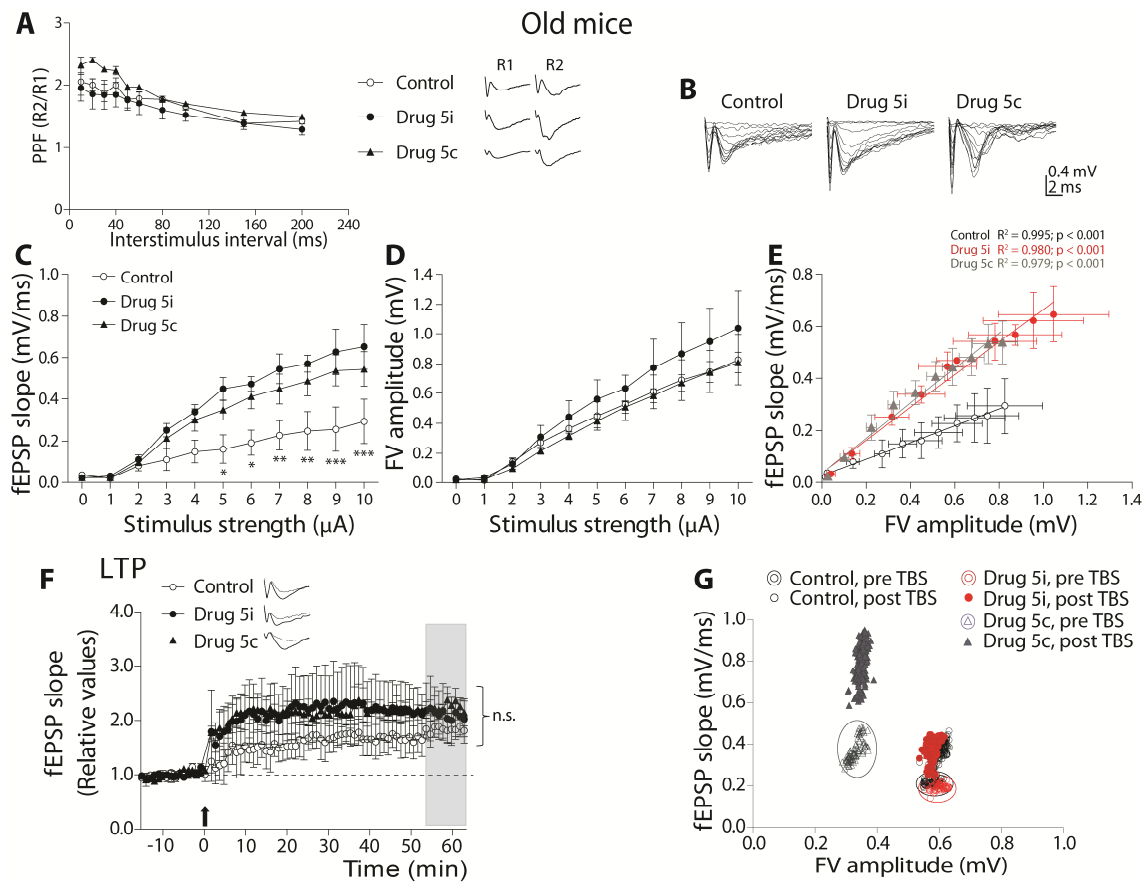 Old mice
A
3
2
1
0
PPF (R2/R1)
0 40 80 120 160 200 240
Interstimulus interval (ms)
R1 R2
Control
Drug 5i
Drug 5c
B
Control Drug 5i Drug 5c
0.4 mV
2 ms
C
1.0
0.8
0.6
0.4
0.2
0.0
fEPSP slope (mV/ms)
Control
Drug 5i
Drug 5c
* * ** ** *** ***
0 1 2 3 4 5 6 7 8 9 10
Stimulus strength (µA)
D
1.4
1.2
1.0
0.8
0.6
0.4
0.2
0.0
FV amplitude (mV)
0 1 2 3 4 5 6 7 8 9 10
Stimulus strength (µA)
Control R² = 0.995; p < 0.001
Drug 5i R² = 0.980; p < 0.001
Drug 5c R² = 0.979; p < 0.001
E
0.8
0.6
0.4
0.2
0.0
fEPSP slope (mV/ms)
0.0 0.2 0.4 0.6 0.8 1.0 1.2 1.4
FV amplitude (mV)
F
LTP
Control
Drug 5i
Drug 5c
4.0
3.0
2.0
1.0
0.0
fEPSP slope
(Relative values)
n.s.
-10 0 10 20 30 40 50 60
Time (min)
G
Control, pre TBS
Control, post TBS
Drug 5i, pre TBS
Drug 5i, post TBS
Drug 5c, pre TBS
Drug 5c, post TBS
1.0
0.8
0.6
0.4
0.2
0.0
fEPSP slope (mV/ms)
0.0 0.2 0.4 0.6 0.8 1.0
FV amplitude (mV)